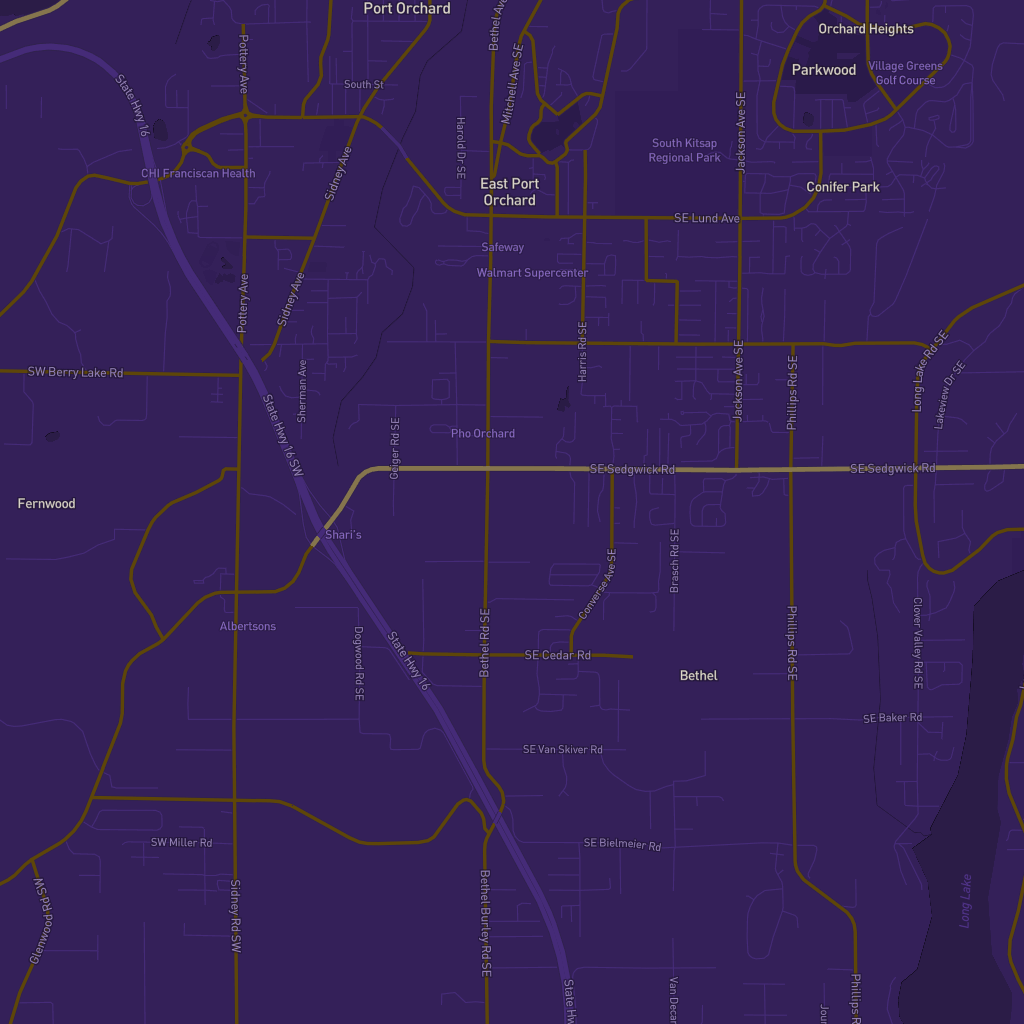 Port Orchard
Bethel Ave
Orchard Heights
Pottery Ave
Mitchell Ave SE
Parkwood
Village Greens
Golf Course
State Hwy 16
South St
Harold Dr SE
Jackson Ave SE
South Kitsap
Regional Park
CHI Franciscan Health
Sidney Ave
East Port
Orchard
Conifer Park
SE Lund Ave
Safeway
Walmart Supercenter
Pottery Ave
Sidney Ave
Harris Rd SE
SW Berry Lake Rd
Sherman Ave
Jackson Ave SE
Phillips Rd SE
Long Lake Rd SE
Lakeview Dr SE
State Hwy 16 SW
Geiger Rd SE
Pho Orchard
SE Sedgwick Rd
SE Sedgwick Rd
Fernwood
Shari's
Converse Ave SE
Brasch Rd SE
Albertsons
Dogwood Rd SE
State Hwy 16
Bethel Rd SE
SE Cedar Rd
Bethel
Phillips Rd SE
Clover Valley Rd SE
SE Baker Rd
SE Van Skiver Rd
SW Miller Rd
SE Bielmeier Rd
Glenwood Rd SW
Sidney Rd SW
Bethel Burley Rd SE
Long Lake
State Hw
Van Decar
Jour
Phillips R